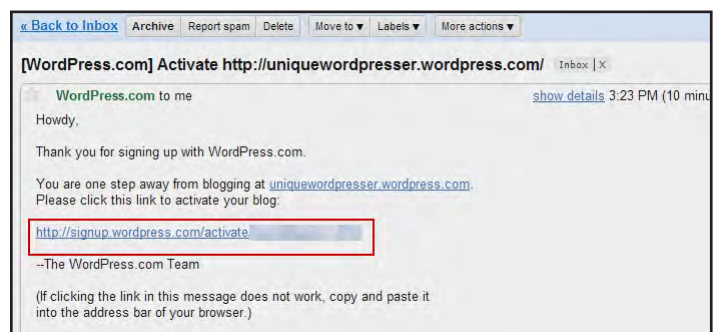 « Back to Inbox Archive Report spam Delete Move to ▼ Labels ▼ More actions ▼
[WordPress.com] Activate http://uniquewordpresser.wordpress.com/ Inbox | X
WordPress.com to me show details 3:23 PM (10 minu
Howdy,
Thank you for signing up with WordPress.com.
You are one step away from blogging at uniquewordpresser.wordpress.com.
Please click this link to activate your blog:
http://signup.wordpress.com/activate
--The WordPress.com Team
(If clicking the link in this message does not work, copy and paste it
into the address bar of your browser.)